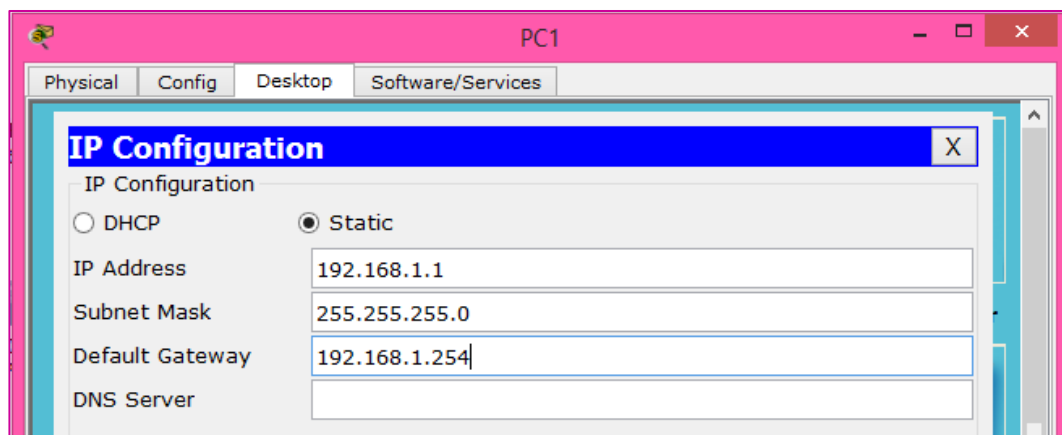 PC1
Physical Config Desktop Software/Services
IP Configuration X
IP Configuration
DHCP Static
IP Address 192.168.1.1
Subnet Mask 255.255.255.0
Default Gateway 192.168.1.254
DNS Server